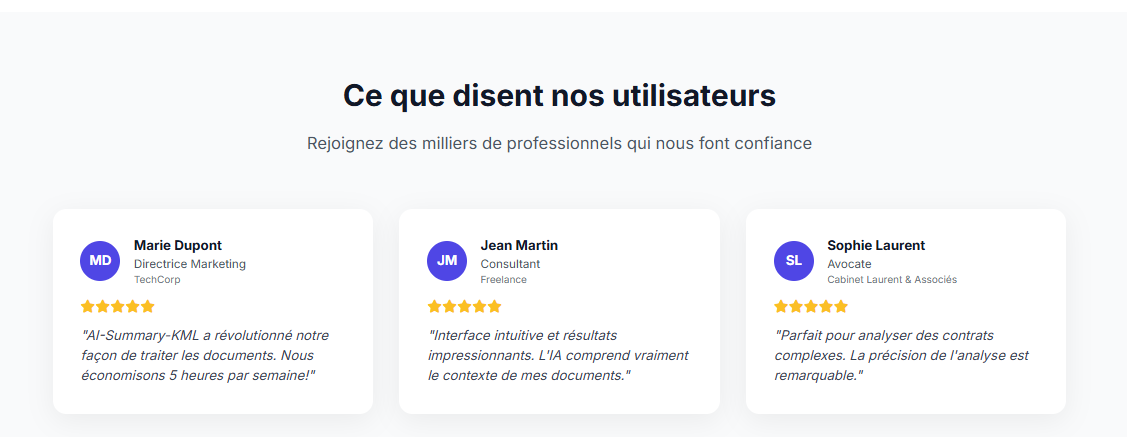 Ce que disent nos utilisateurs
Rejoignez des milliers de professionnels qui nous font confiance
MD
Marie Dupont
Directrice Marketing
TechCorp
"AI-Summary-KML a révolutionné notre
façon de traiter les documents. Nous
économisons 5 heures par semaine!"
JM
Jean Martin
Consultant
Freelance
"Interface intuitive et résultats
impressionnants. L'IA comprend vraiment
le contexte de mes documents."
SL
Sophie Laurent
Avocate
Cabinet Laurent & Associés
"Parfait pour analyser des contrats
complexes. La précision de l'analyse est
remarquable."